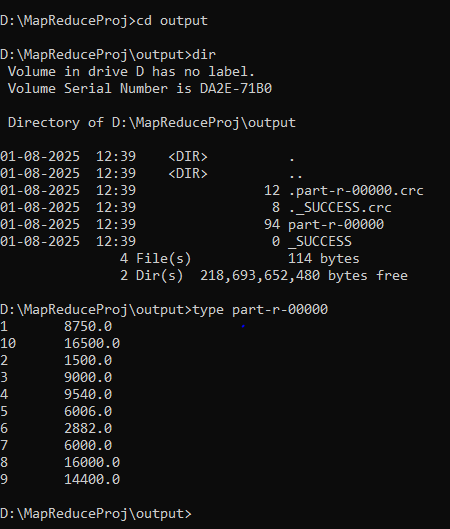 D:\MapReduceProj>cd output
D:\MapReduceProj\output>dir
 Volume in drive D has no label.
 Volume Serial Number is DA2E-71B0
 Directory of D:\MapReduceProj\output
01-08-2025  12:39    <DIR>          .
01-08-2025  12:39    <DIR>          ..
01-08-2025  12:39                12 .part-r-00000.crc
01-08-2025  12:39                 8 ._SUCCESS.crc
01-08-2025  12:39                94 part-r-00000
01-08-2025  12:39                 0 _SUCCESS
               4 File(s)            114 bytes
               2 Dir(s)  218,693,652,480 bytes free
D:\MapReduceProj\output>type part-r-00000
1       8750.0
10      16500.0
2       1500.0
3       9000.0
4       9540.0
5       6006.0
6       2882.0
7       6000.0
8       16000.0
9       14400.0
D:\MapReduceProj\output>